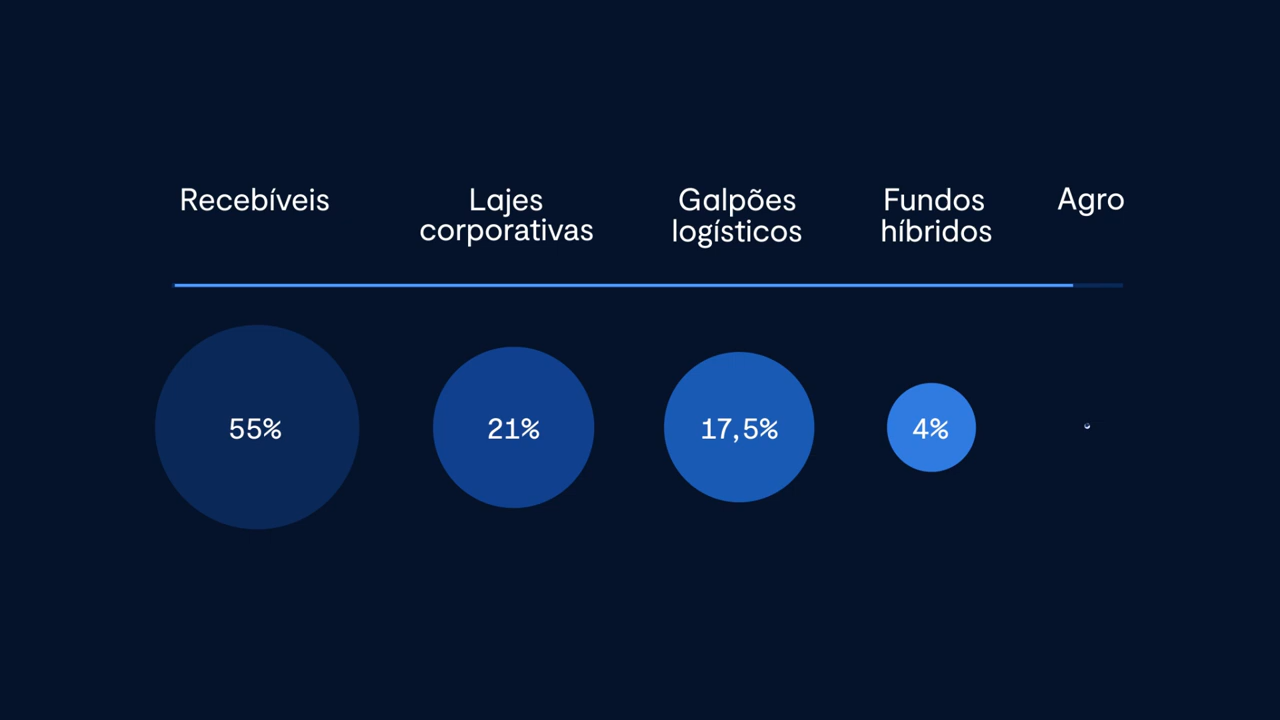 Recebíveis
Lajes
corporativas
Galpões
logísticos
Fundos
híbridos
Agro
55%
21%
17,5%
4%